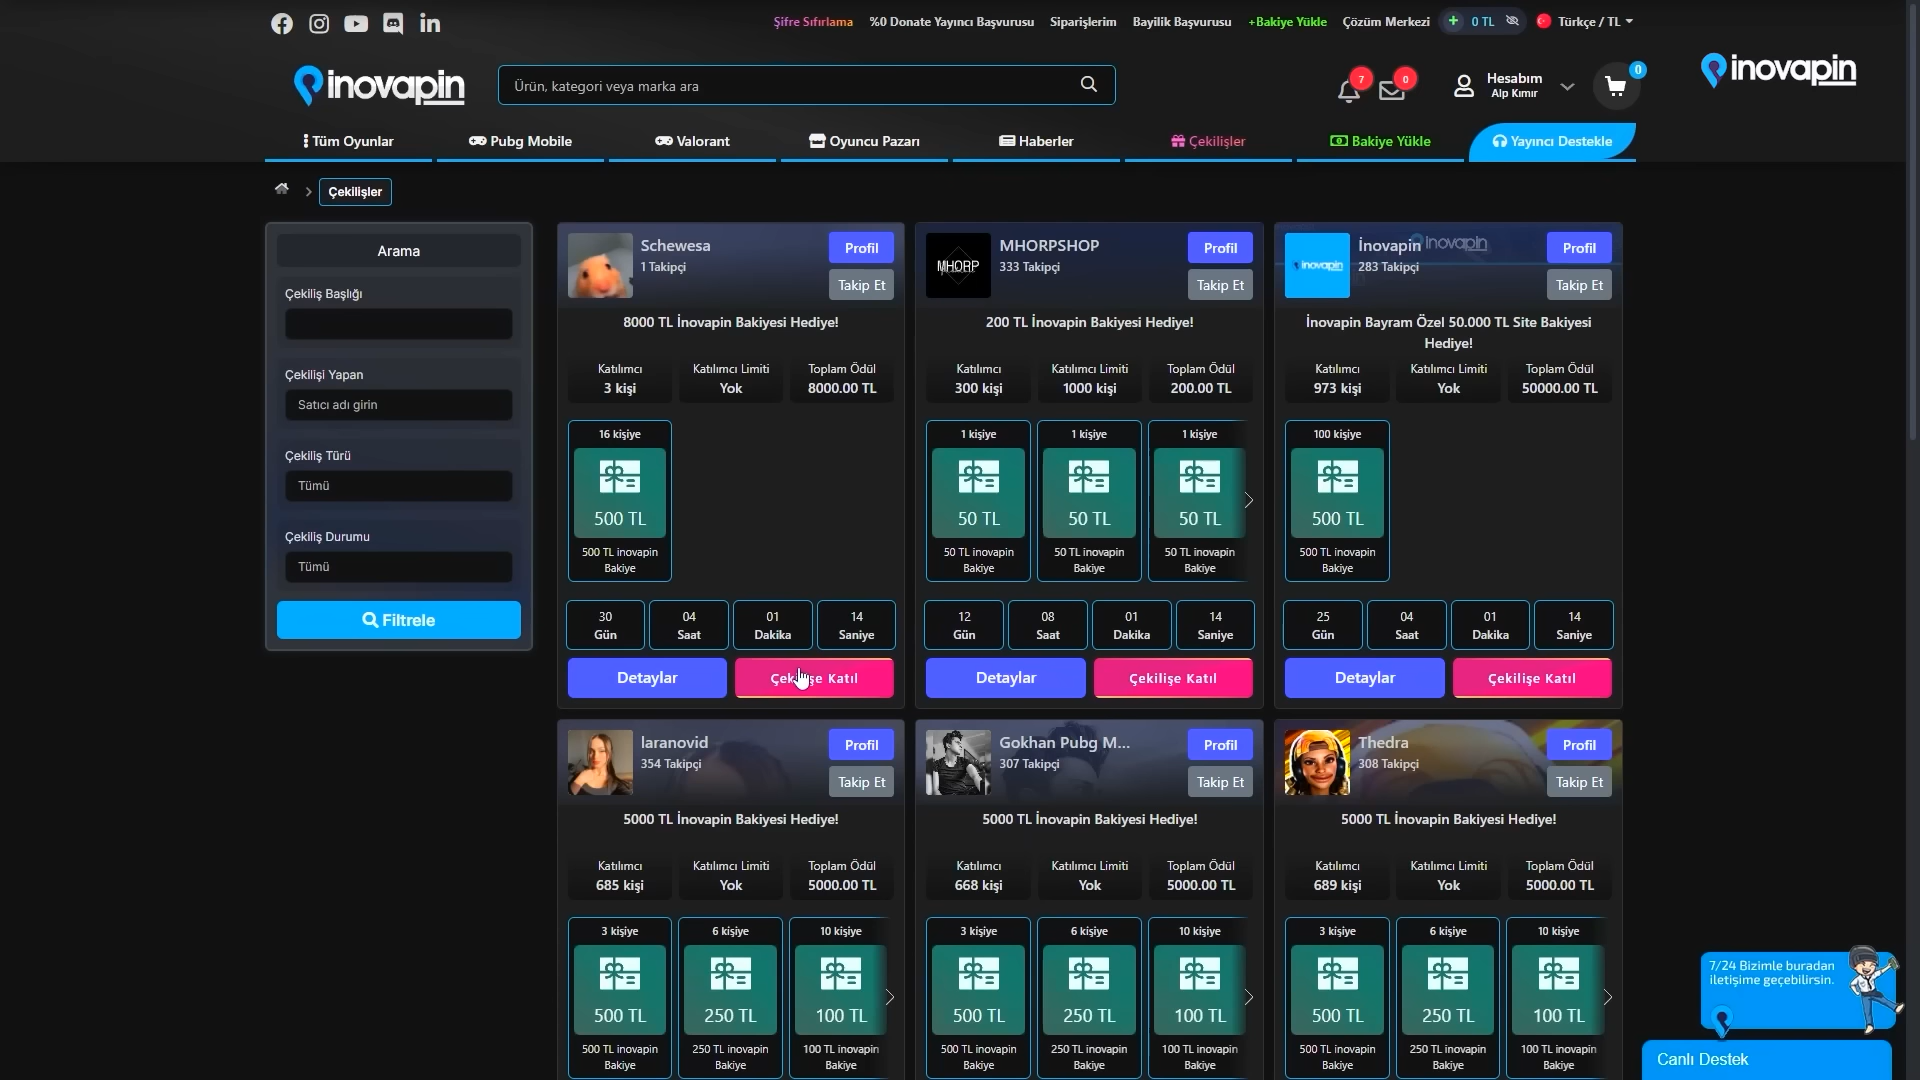 Şifre Sıfırlama %0 Donate Yayıncı Başvurusu Siparişlerim Bayilik Başvurusu +Bakiye Yükle Çözüm Merkezi + 0 TL Türkçe / TL
inovapin
Ürün, kategori veya marka ara
7
0
Hesabım
Alp Kımır
0
inovapin
Tüm Oyunlar Pubg Mobile Valorant Oyuncu Pazarı Haberler Çekilişler Bakiye Yükle Yayıncı Destekle
Çekilişler
Arama
Çekiliş Başlığı
Çekilişi Yapan
Satıcı adı girin
Çekiliş Türü
Tümü
Çekiliş Durumu
Tümü
Filtrele
Schewesa
1 Takipçi
Profil
Takip Et
8000 TL İnovapin Bakiyesi Hediye!
Katılımcı Katılımcı Limiti Toplam Ödül
3 kişi Yok 8000.00 TL
16 kişiye
500 TL
500 TL inovapin
Bakiye
30 04 01 14
Gün Saat Dakika Saniye
Detaylar Çekilişe Katıl
MHORP
MHORPSHOP
333 Takipçi
Profil
Takip Et
200 TL İnovapin Bakiyesi Hediye!
Katılımcı Katılımcı Limiti Toplam Ödül
300 kişi 1000 kişi 200.00 TL
1 kişiye 1 kişiye 1 kişiye
50 TL 50 TL 50 TL
50 TL inovapin 50 TL inovapin 50 TL inovapin
Bakiye Bakiye Bakiye
12 08 01 14
Gün Saat Dakika Saniye
Detaylar Çekilişe Katıl
inovapin
İnovapin
inovapin
283 Takipçi
Profil
Takip Et
İnovapin Bayram Özel 50.000 TL Site Bakiyesi
Hediye!
Katılımcı Katılımcı Limiti Toplam Ödül
973 kişi Yok 50000.00 TL
100 kişiye
500 TL
500 TL inovapin
Bakiye
25 04 01 14
Gün Saat Dakika Saniye
Detaylar Çekilişe Katıl
laranovid
354 Takipçi
Profil
Takip Et
5000 TL İnovapin Bakiyesi Hediye!
Katılımcı Katılımcı Limiti Toplam Ödül
685 kişi Yok 5000.00 TL
3 kişiye 6 kişiye 10 kişiye
500 TL 250 TL 100 TL
500 TL inovapin 250 TL inovapin 100 TL inovapin
Bakiye Bakiye Bakiye
Gokhan Pubg M...
307 Takipçi
Profil
Takip Et
5000 TL İnovapin Bakiyesi Hediye!
Katılımcı Katılımcı Limiti Toplam Ödül
668 kişi Yok 5000.00 TL
3 kişiye 6 kişiye 10 kişiye
500 TL 250 TL 100 TL
500 TL inovapin 250 TL inovapin 100 TL inovapin
Bakiye Bakiye Bakiye
Thedra
308 Takipçi
Profil
Takip Et
5000 TL İnovapin Bakiyesi Hediye!
Katılımcı Katılımcı Limiti Toplam Ödül
689 kişi Yok 5000.00 TL
3 kişiye 6 kişiye 10 kişiye
500 TL 250 TL 100 TL
500 TL inovapin 250 TL inovapin 100 TL inovapin
Bakiye Bakiye Bakiye
7/24 Bizimle buradan
iletişime geçebilirsin.
Canlı Destek